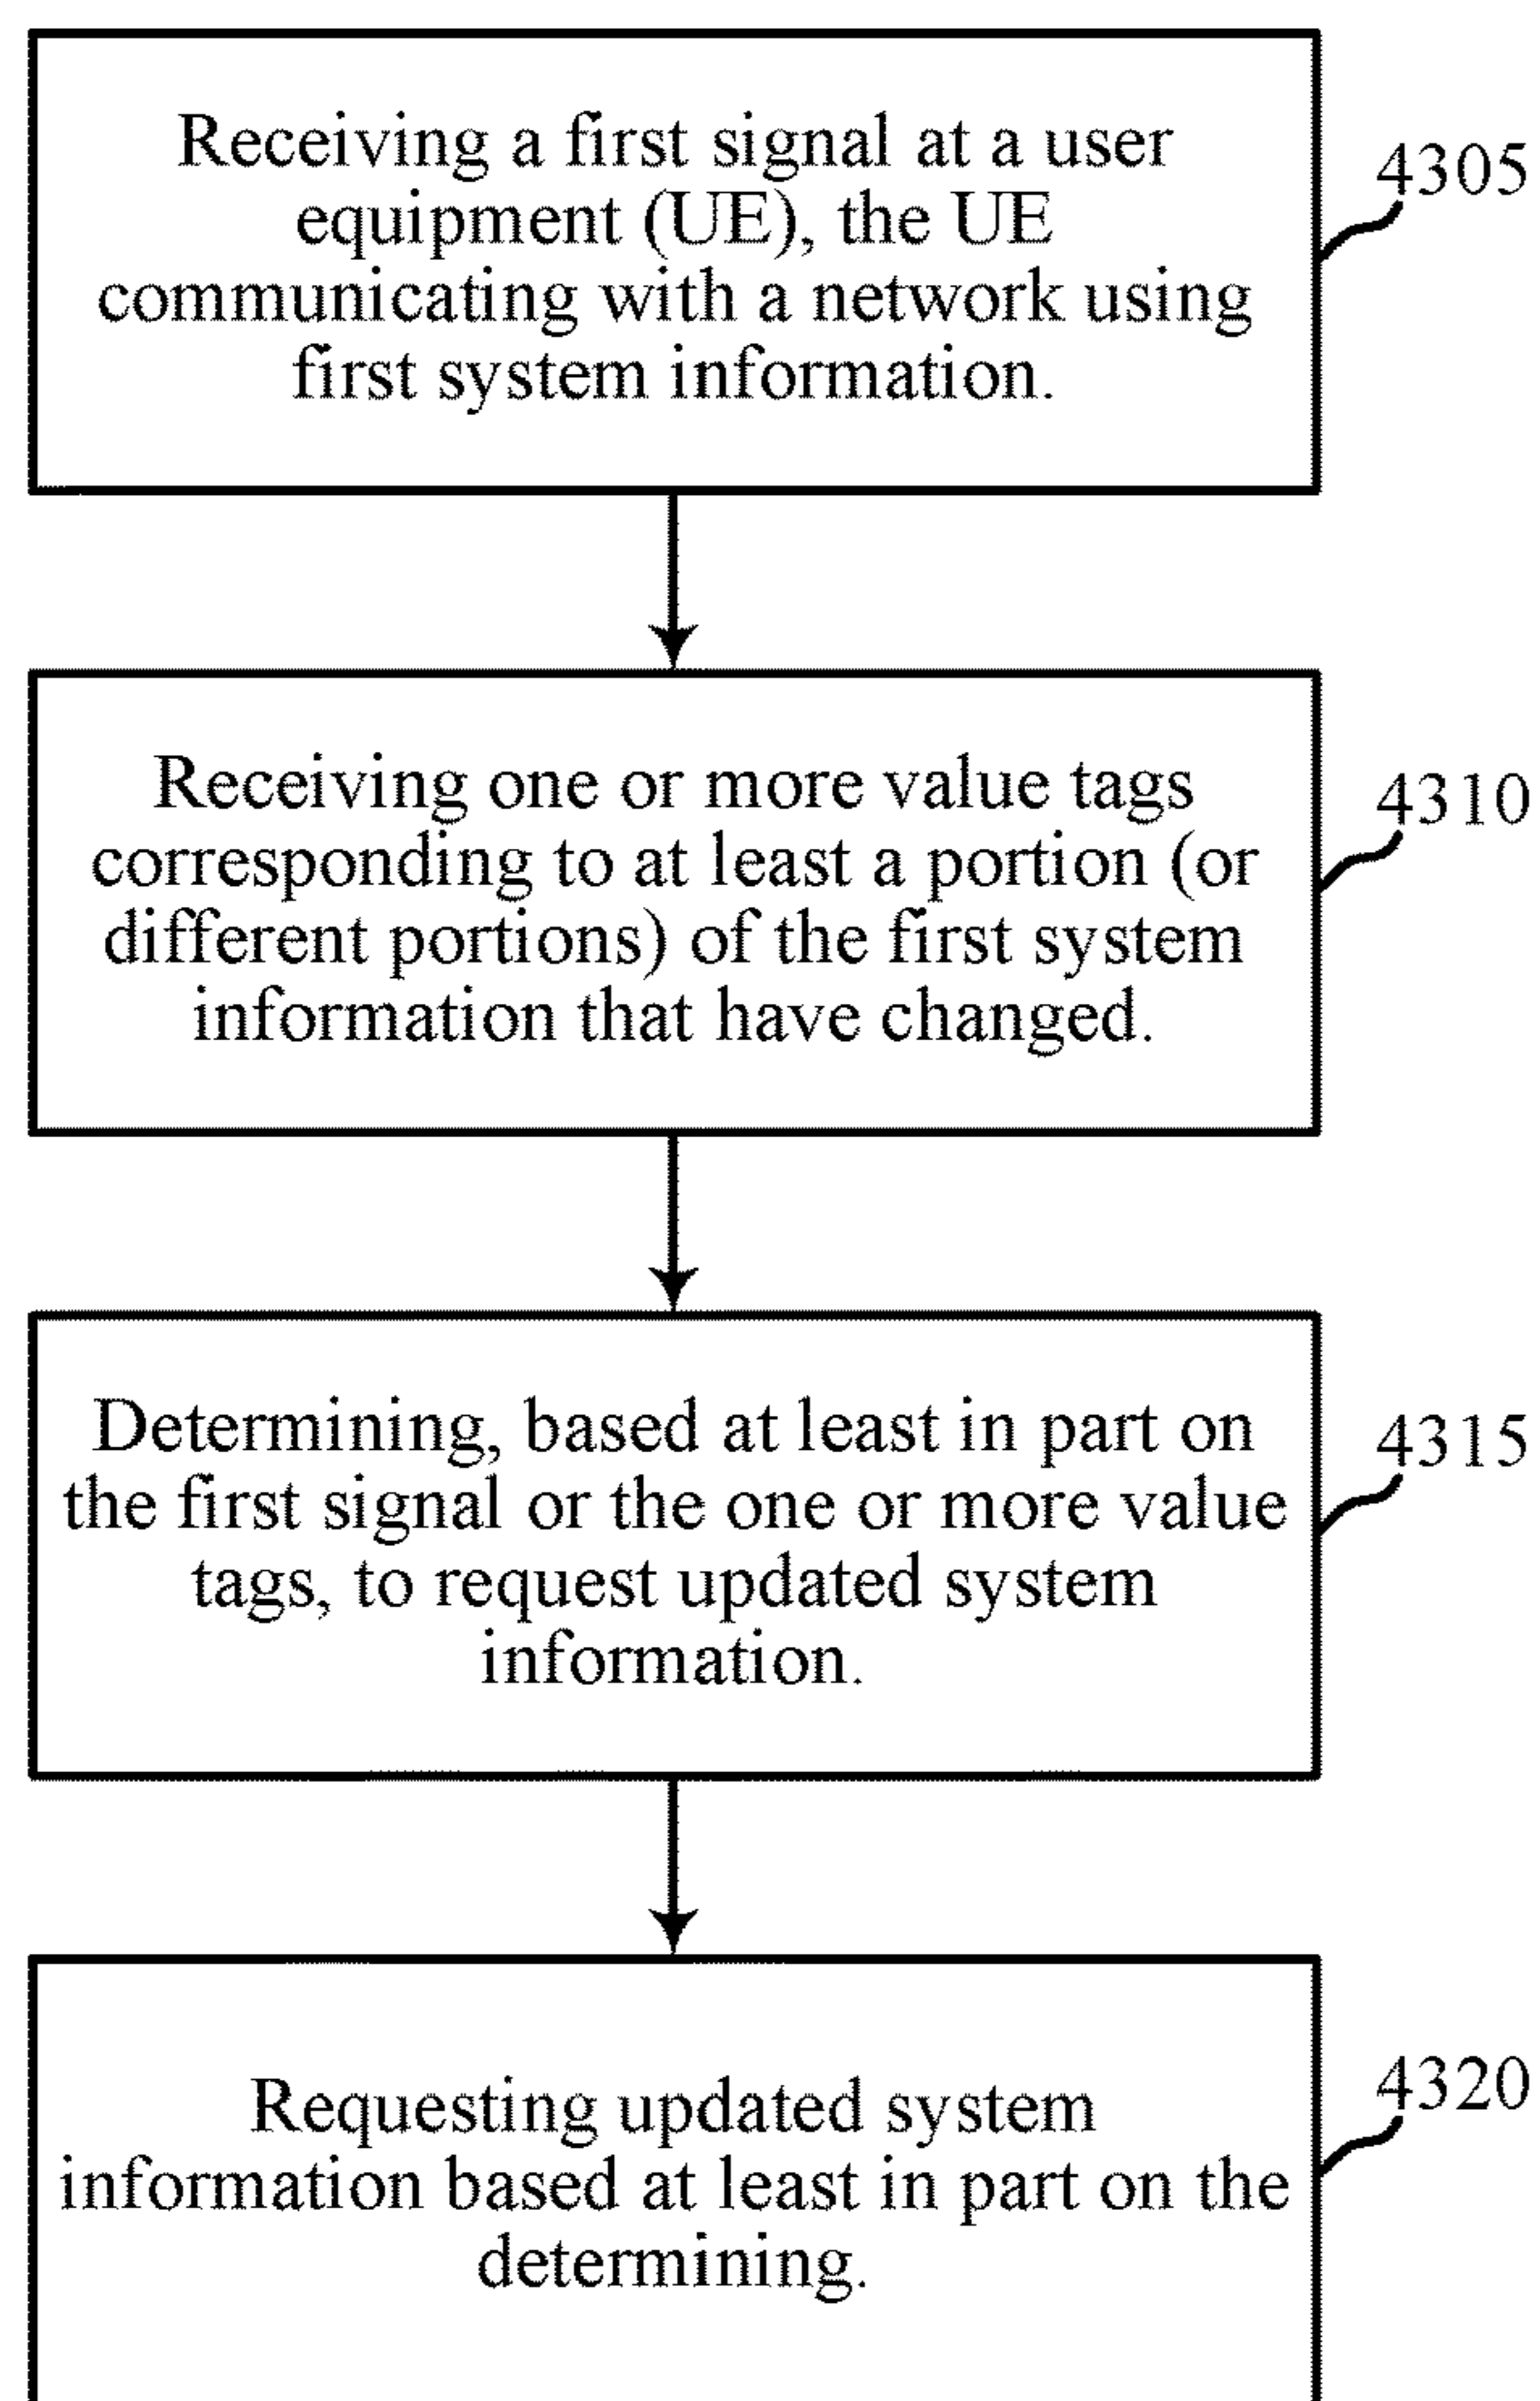 Receiving a first signal at a user
equipment (UE), the UE
communicating with a network using
first system information.
4305
Receiving one or more value tags
corresponding to at least a portion (or
different portions) of the first system
information that have changed.
4310
Determining, based at least in part on
the first signal or the one or more value
tags, to request updated system
information.
4315
Requesting updated system
information based at least in part on the
determining.
4320